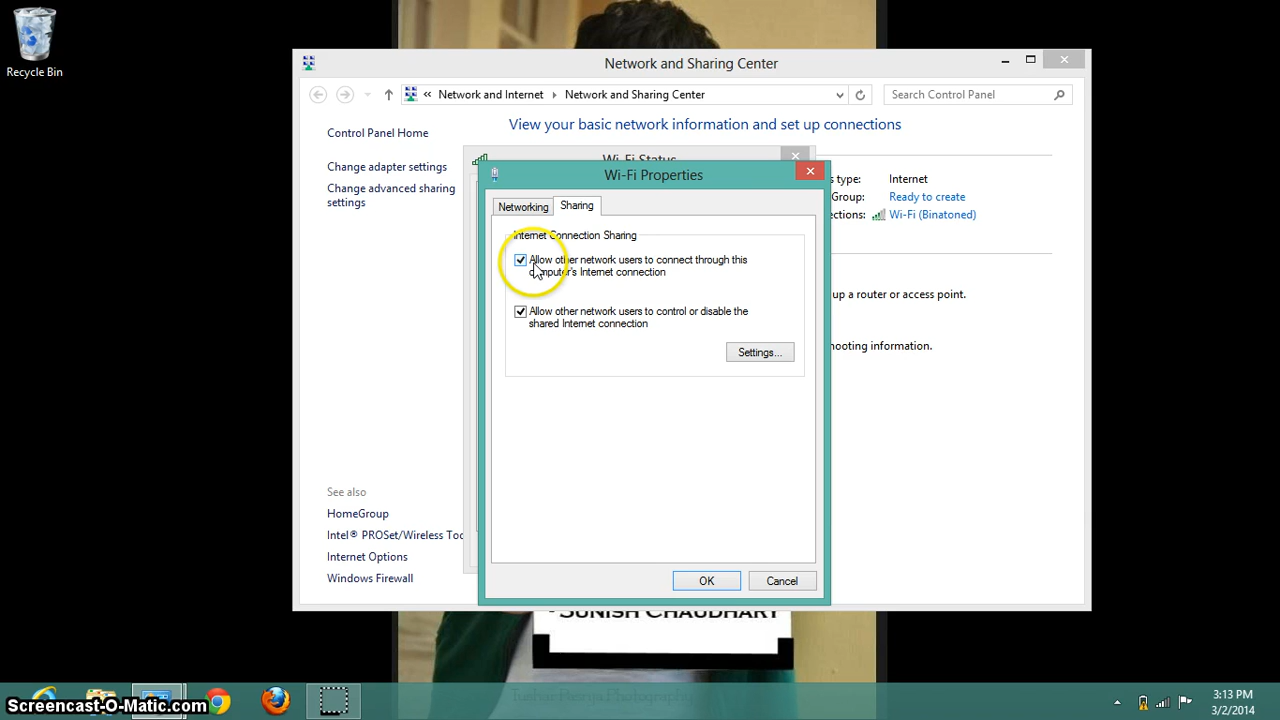 Recycle Bin
Network and Sharing Center
Network and Internet
Network and Sharing Center
Search Control Panel
View your basic network information and set up connections
Control Panel Home
Change adapter settings
Change advanced sharing
settings
Wi-Fi Status
s type: Internet
Group: Ready to create
ctions: Wi-Fi (Binatoned)
up a router or access point.
hooting information.
Wi-Fi Properties
Networking
Sharing
Internet Connection Sharing
Allow other network users to connect through this
computer's Internet connection
Allow other network users to control or disable the
shared Internet connection
Settings...
OK
Cancel
See also
HomeGroup
Intel® PROSet/Wireless Too
Internet Options
Windows Firewall
- SUNISH CHAUDHARY
Photography
Screencast-O-Matic.com
3:13 PM
3/2/2014